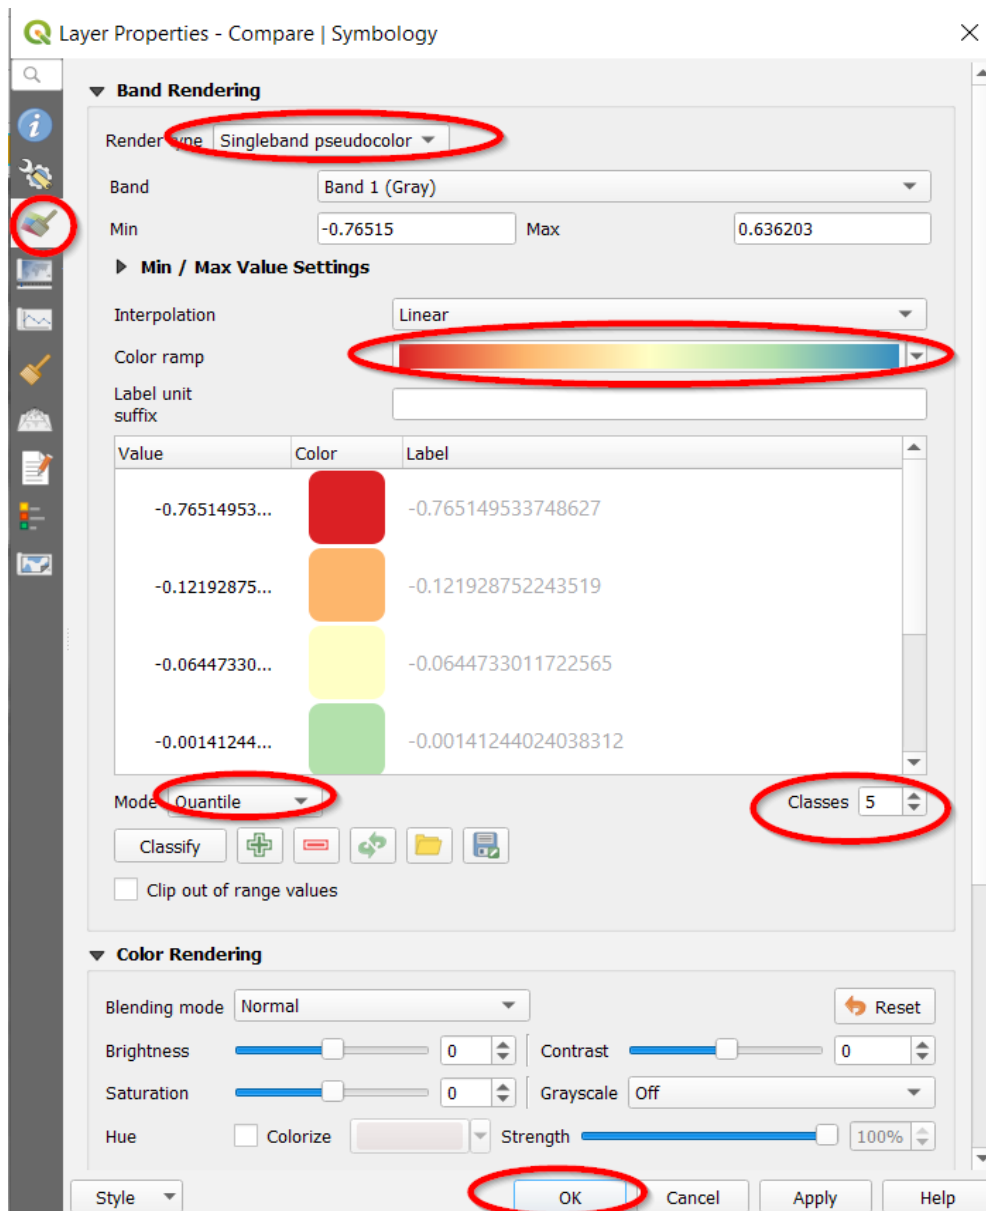 Layer Properties - Compare | Symbology
Band Rendering
Render type Singleband pseudocolor
Band Band 1 (Gray)
Min -0.76515 Max 0.636203
Min / Max Value Settings
Interpolation Linear
Color ramp
Label unit
suffix
Value Color Label
-0.76514953... -0.765149533748627
-0.12192875... -0.121928752243519
-0.06447330... -0.0644733011722565
-0.00141244... -0.00141244024038312
Mode Quantile Classes 5
Classify
Clip out of range values
Color Rendering
Blending mode Normal Reset
Brightness 0 Contrast 0
Saturation 0 Grayscale Off
Hue Colorize Strength 100%
Style OK Cancel Apply Help